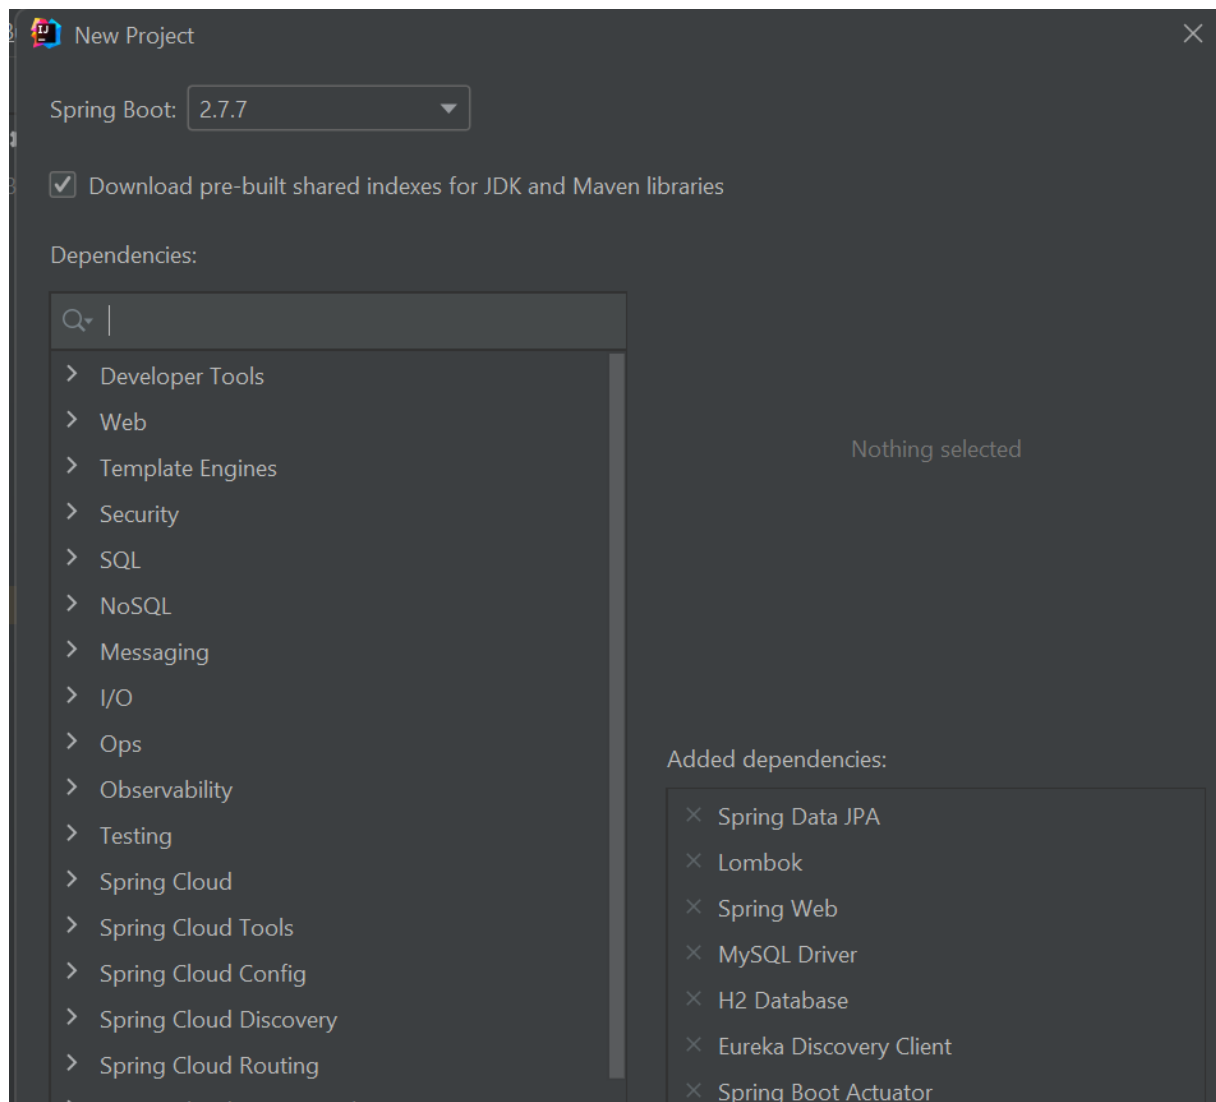 New Project
Spring Boot: 2.7.7
Download pre-built shared indexes for JDK and Maven libraries
Dependencies:
Developer Tools
Web
Template Engines
Security
SQL
NoSQL
Messaging
I/O
Ops
Observability
Testing
Spring Cloud
Spring Cloud Tools
Spring Cloud Config
Spring Cloud Discovery
Spring Cloud Routing
Nothing selected
Added dependencies:
Spring Data JPA
Lombok
Spring Web
MySQL Driver
H2 Database
Eureka Discovery Client
Spring Boot Actuator